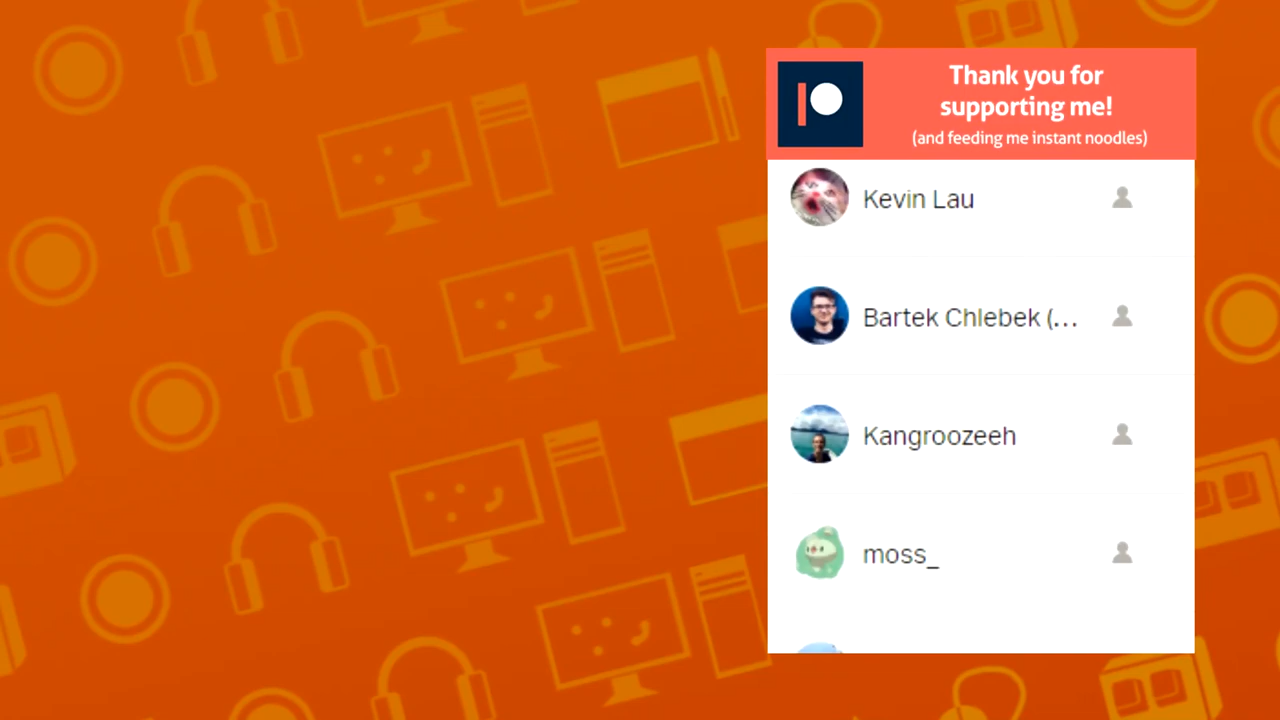 Thank you for
supporting me!
(and feeding me instant noodles)
Kevin Lau
Bartek Chlebek (...
Kangroozeeh
moss_